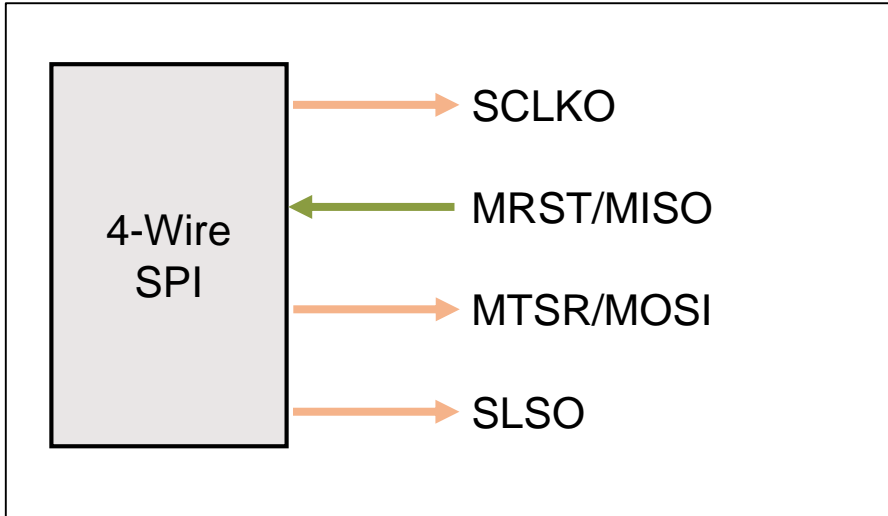 4-Wire
SPI
SCLKO
MRST/MISO
MTSR/MOSI
SLSO